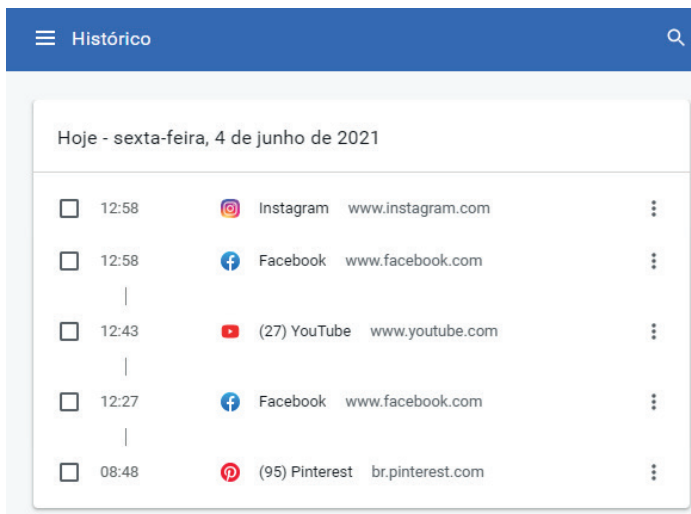 Histórico
Hoje - sexta-feira, 4 de junho de 2021
12:58 Instagram www.instagram.com
12:58 Facebook www.facebook.com
12:43 (27) YouTube www.youtube.com
12:27 Facebook www.facebook.com
08:48 (95) Pinterest br.pinterest.com